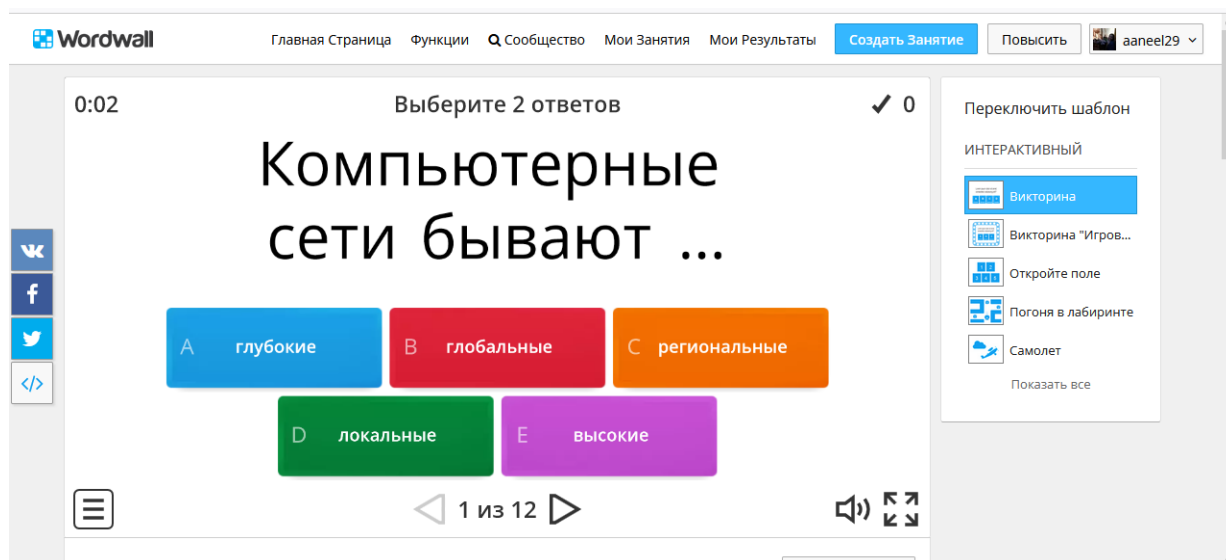 Wordwall
Главная Страница Функции Сообщество Мои Занятия Мои Результаты Создать Занятие Повысить aaneel29
0:02 Выберите 2 ответов 0
Компьютерные
сети бывают ...
A глубокие B глобальные C региональные
D локальные E высокие
1 из 12
Переключить шаблон
ИНТЕРАКТИВНЫЙ
Викторина
Викторина "Игров...
Откройте поле
Погоня в лабиринте
Самолет
Показать все